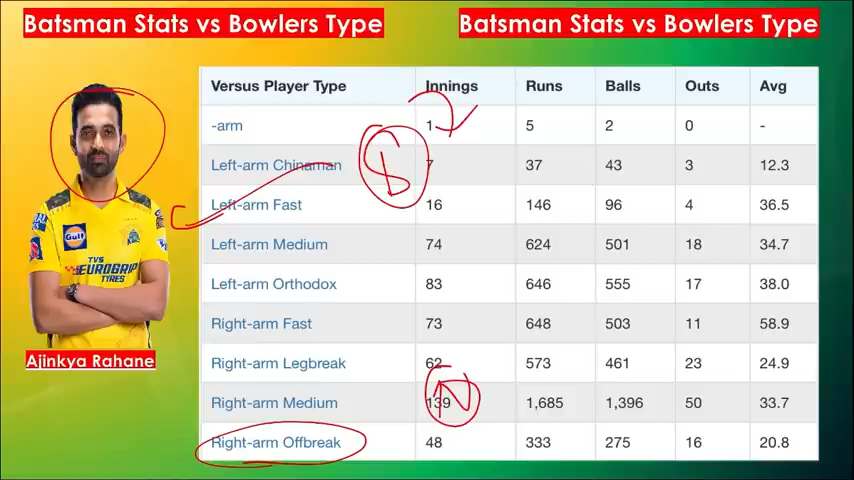 Batsman Stats vs Bowlers Type Batsman Stats vs Bowlers Type
Versus Player Type Innings Runs Balls Outs Avg
-arm 1 5 2 0 -
Left-arm Chinaman 7 37 43 3 12.3
Left-arm Fast 16 146 96 4 36.5
Left-arm Medium 74 624 501 18 34.7
Left-arm Orthodox 83 646 555 17 38.0
Right-arm Fast 73 648 503 11 58.9
Right-arm Legbreak 62 573 461 23 24.9
Right-arm Medium 139 1,685 1,396 50 33.7
Right-arm Offbreak 48 333 275 16 20.8
Gulf
TVS
EUROGRIP
TYRES
Ajinkya Rahane
N